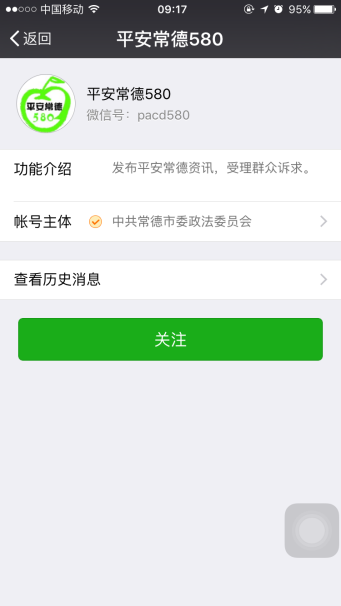 中国移动 09:17 95%
返回 平安常德580
平安常德
580
平安常德580
微信号：pacd580
功能介绍 发布平安常德资讯，受理群众诉求。
帐号主体 中共常德市委政法委员会
查看历史消息
关注